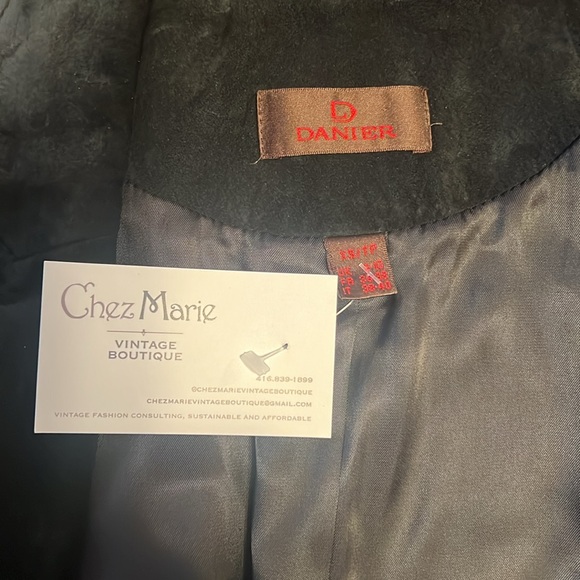 D
DANIER
Chez Marie
VINTAGE
BOUTIQUE
416.839-1899
@CHEZMARIEVINTAGEBOUTIQUE
CHEZMARIEVINTAGEBOUTIQUE@GMAIL.COM
VINTAGE FASHION CONSULTING, SUSTAINABLE AND AFFORDABLE